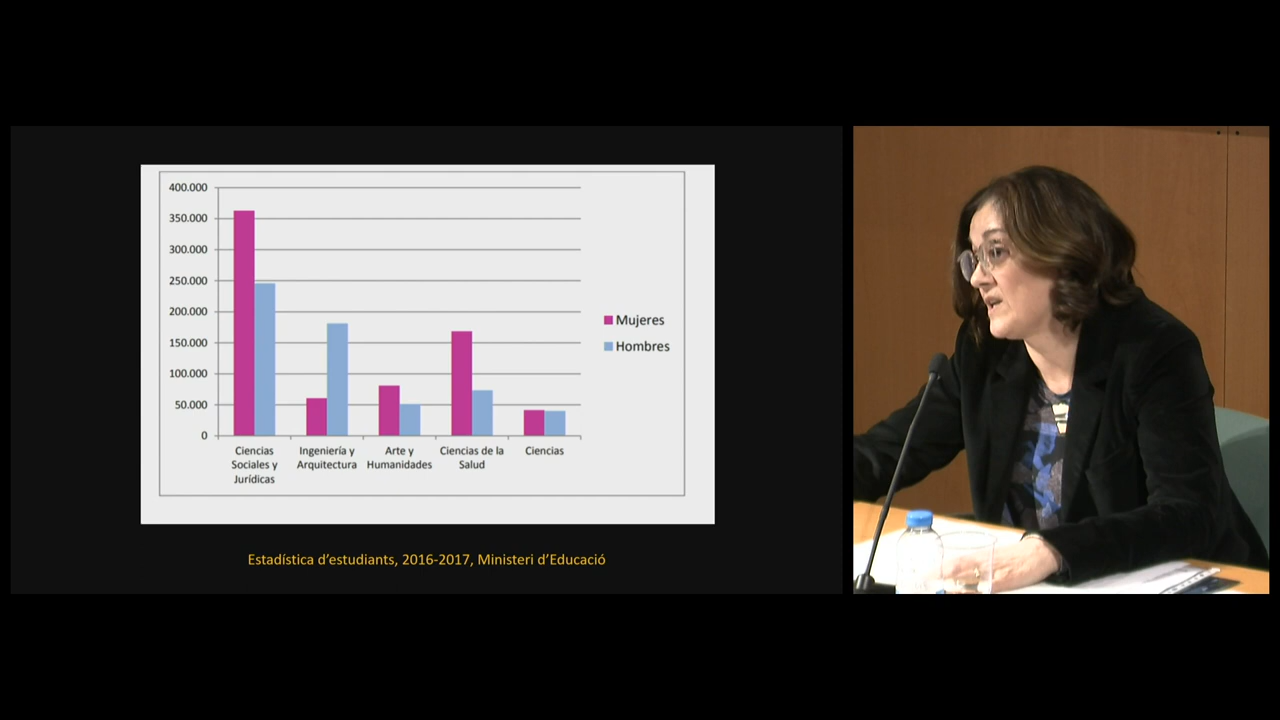 400.000
350.000
300.000
250.000
200.000
150.000
100.000
50.000
0
Ciencias
Sociales y
Jurídicas
Ingeniería y
Arquitectura
Arte y
Humanidades
Ciencias de la
Salud
Ciencias
Mujeres
Hombres
Estadística d'estudiants, 2016-2017, Ministeri d'Educació